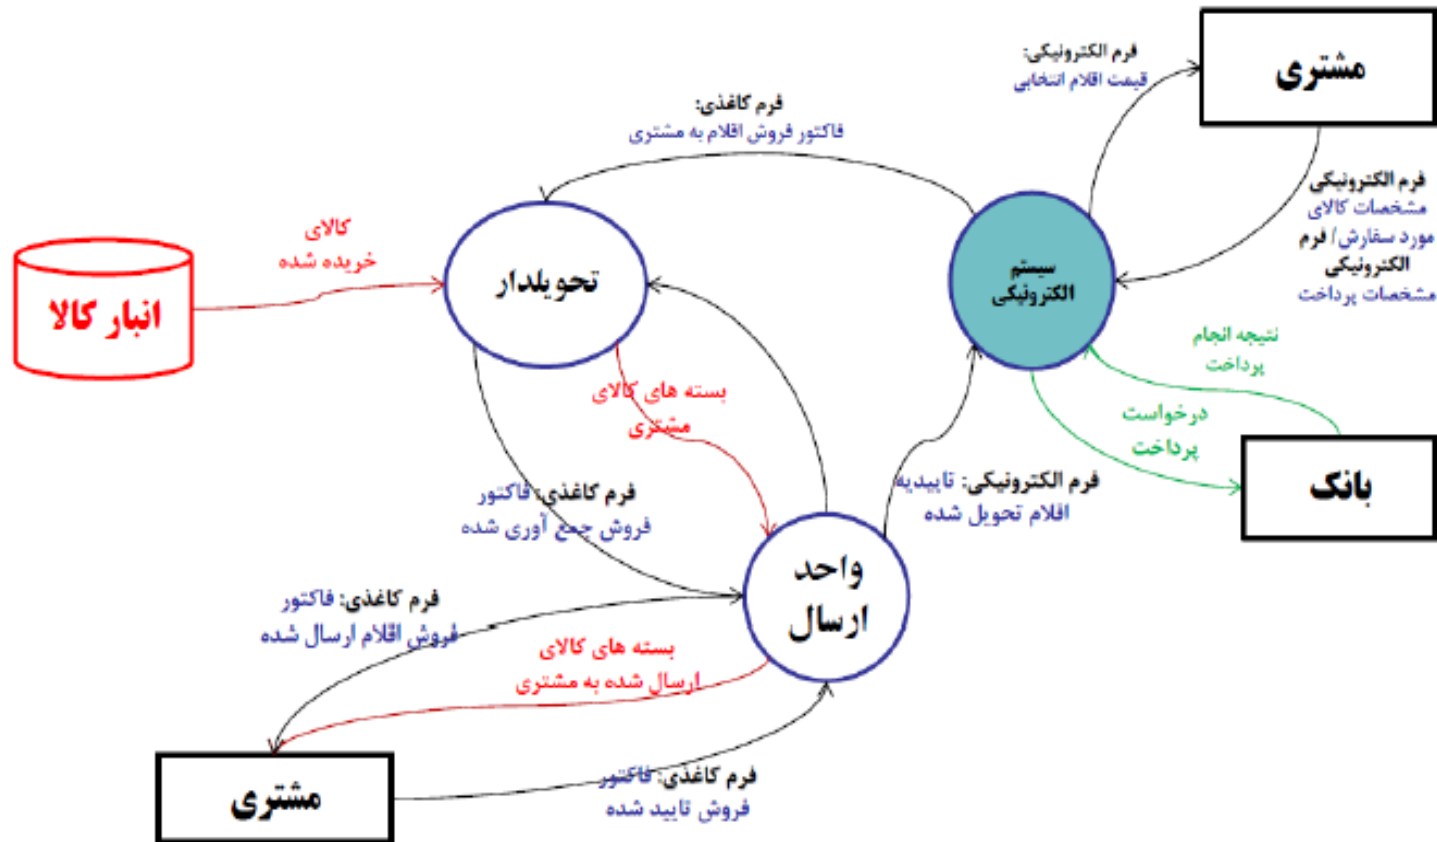 فرم الکترونیکی:
قیمت اقلام انتخابی
مشتری
فرم کاغذی:
فاکتور فروش اقلام به مشتری
فرم الکترونیکی
مشخصات کالای
مورد سفارش/ فرم
الکترونیکی
مشخصات پرداخت
کالای
خریده شده
انبار کالا
تحویلدار
سیستم
الکترونیکی
نتیجه انجام
پرداخت
درخواست
پرداخت
بانک
بسته های کالای
مشتری
فرم کاغذی: فاکتور
فروش جمع آوری شده
فرم الکترونیکی: تاییدیه
اقلام تحویل شده
واحد
ارسال
فرم کاغذی: فاکتور
فروش اقلام ارسال شده
بسته های کالای
ارسال شده به مشتری
مشتری
فرم کاغذی: فاکتور
فروش تایید شده